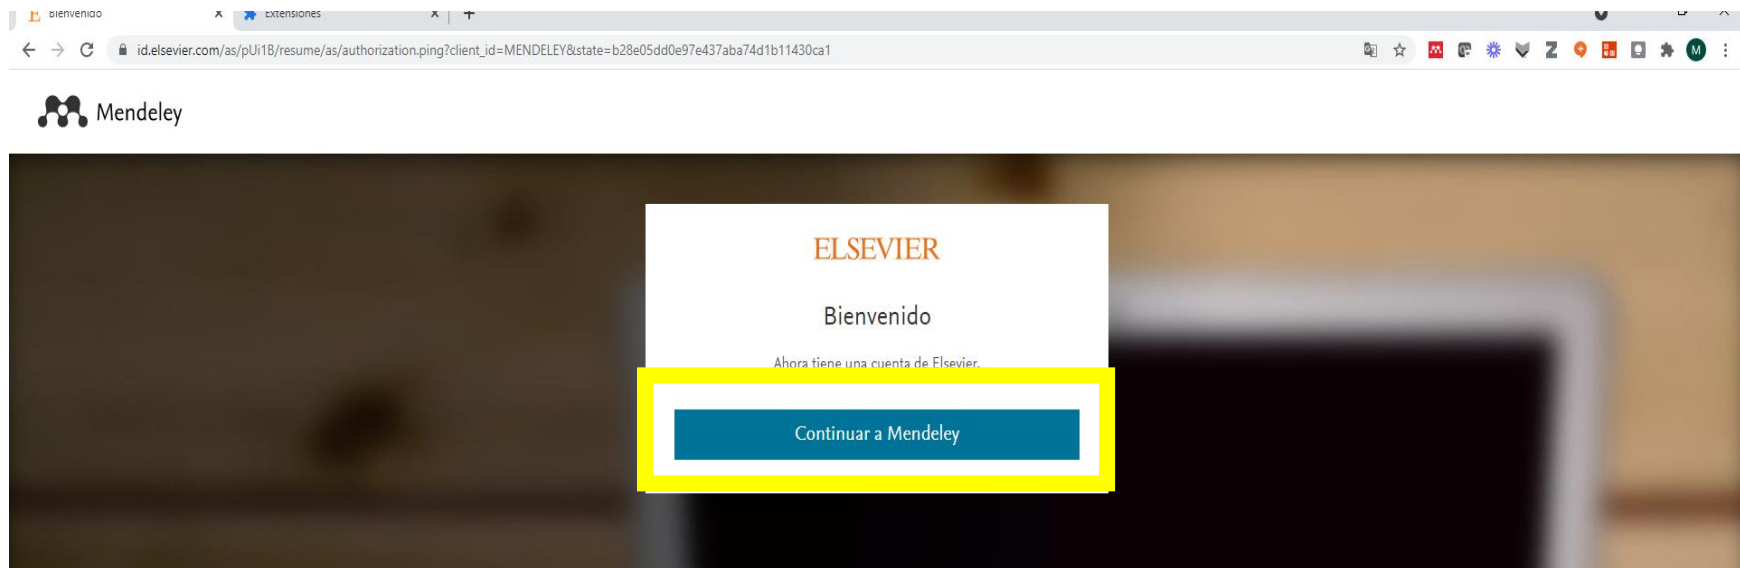 Bienvenido
Extensiones
id.elsevier.com/as/pUi1B/resume/as/authorization.ping?client_id=MENDELEY&state=b28e05dd0e97e437aba74d1b11430ca1
Z
M
Mendeley
ELSEVIER
Bienvenido
Ahora tiene una cuenta de Elsevier.
Continuar a Mendeley